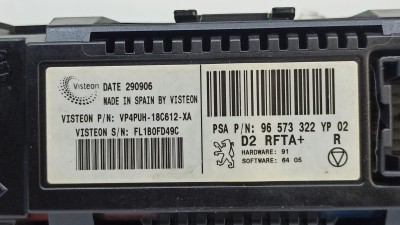 Visteon DATE 290906
MADE IN SPAIN BY VISTEON
VISTEON P/N: VP4PUH-18C612-XA
VISTEON S/N: FL1B0FD49C
PSA P/N: 96 573 322 YP 02
D2 RFTA+ R
HARDWARE: 91
SOFTWARE: 64 05